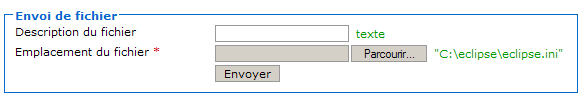 Envoi de fichier
Description du fichier texte
Emplacement du fichier * Parcourir... "C:\eclipse\eclipse.ini"
Envoyer